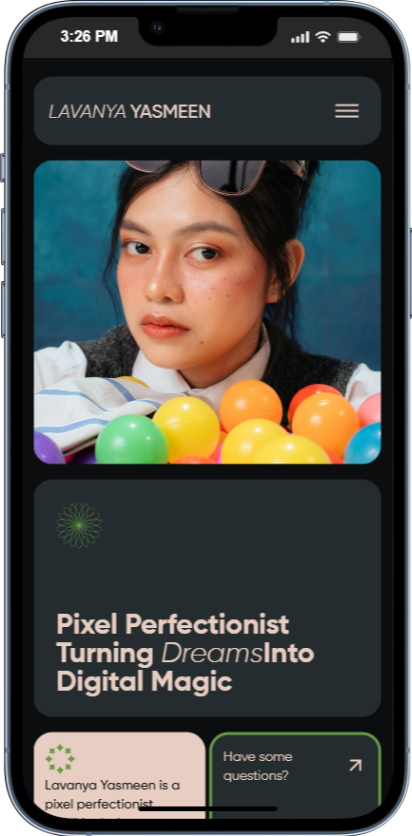 3:26 PM
LAVANYA YASMEEN
Pixel Perfectionist
Turning DreamsInto
Digital Magic
Lavanya Yasmeen is a
pixel perfectionist
Have some
questions?